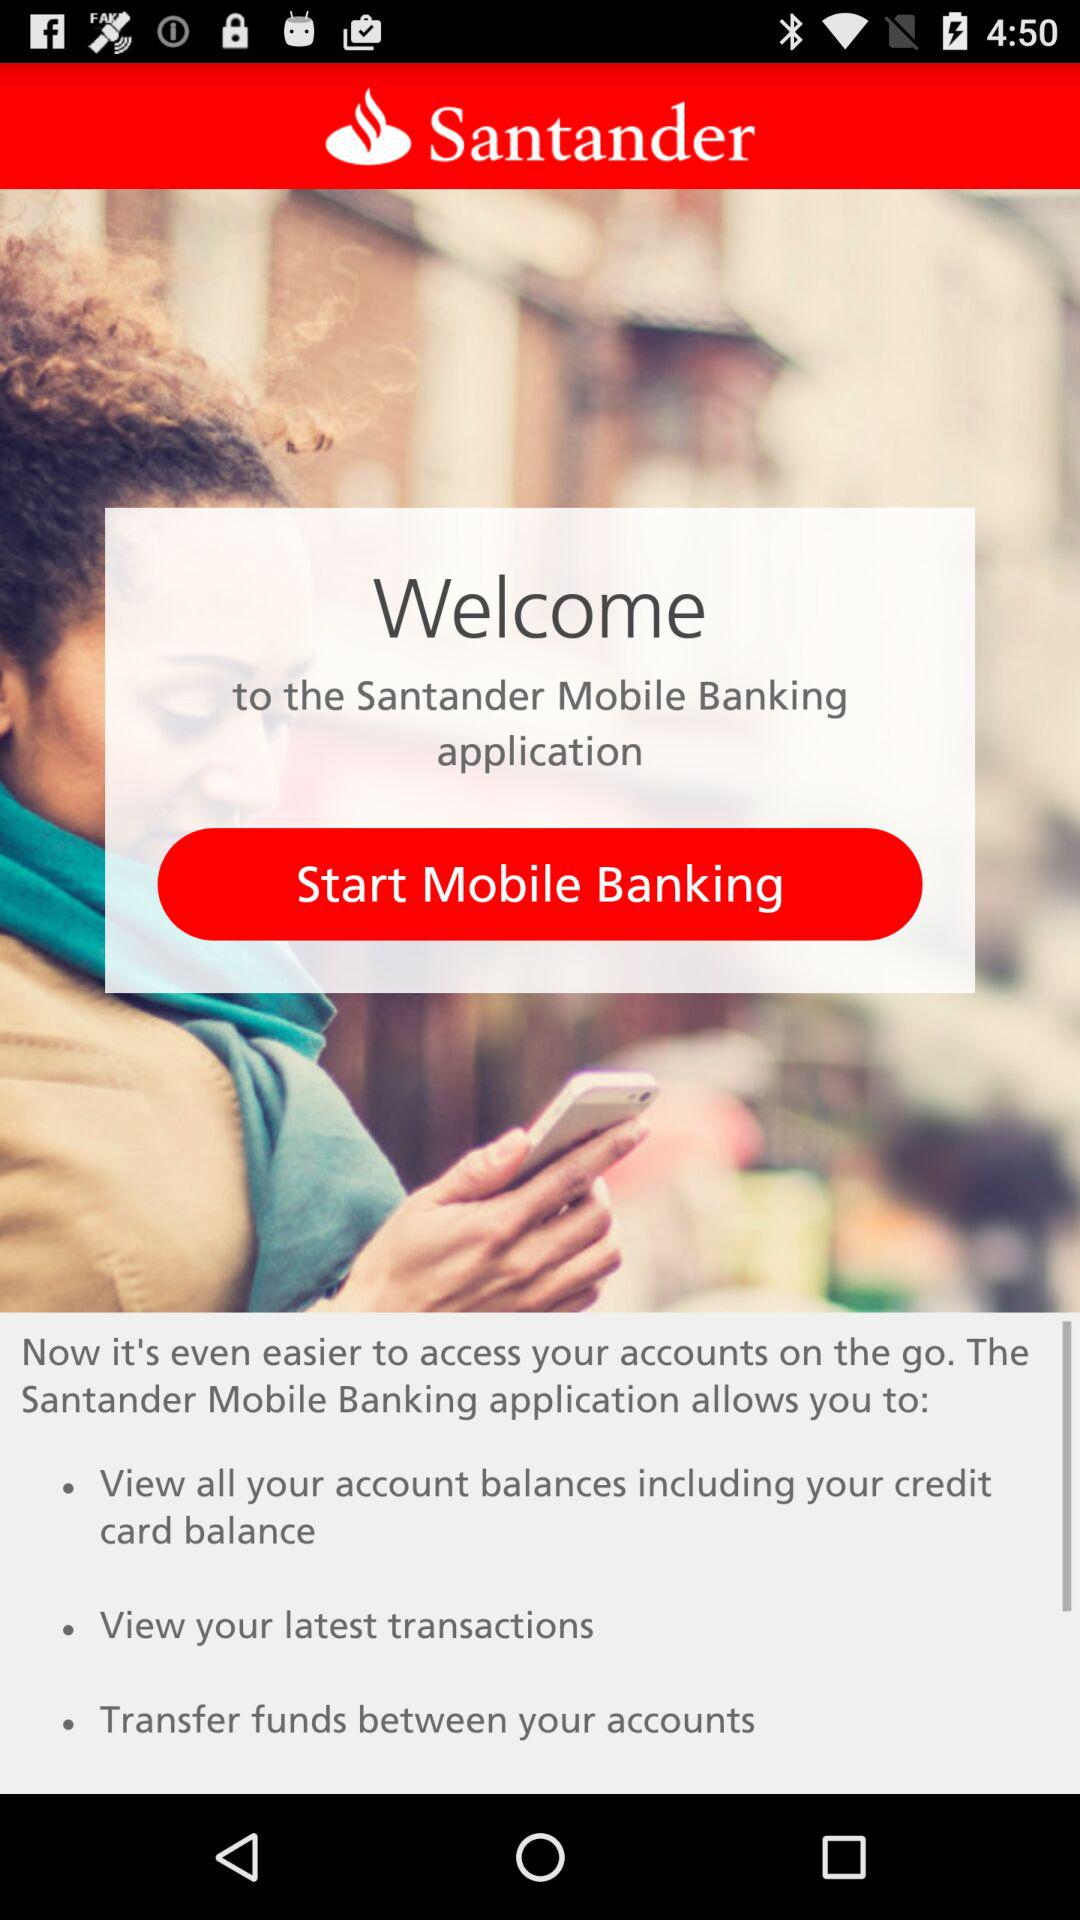 FAKE
4:50
Santander
Welcome
to the Santander Mobile Banking
application
Start Mobile Banking
Now it's even easier to access your accounts on the go. The
Santander Mobile Banking application allows you to:
• View all your account balances including your credit
card balance
• View your latest transactions
• Transfer funds between your accounts